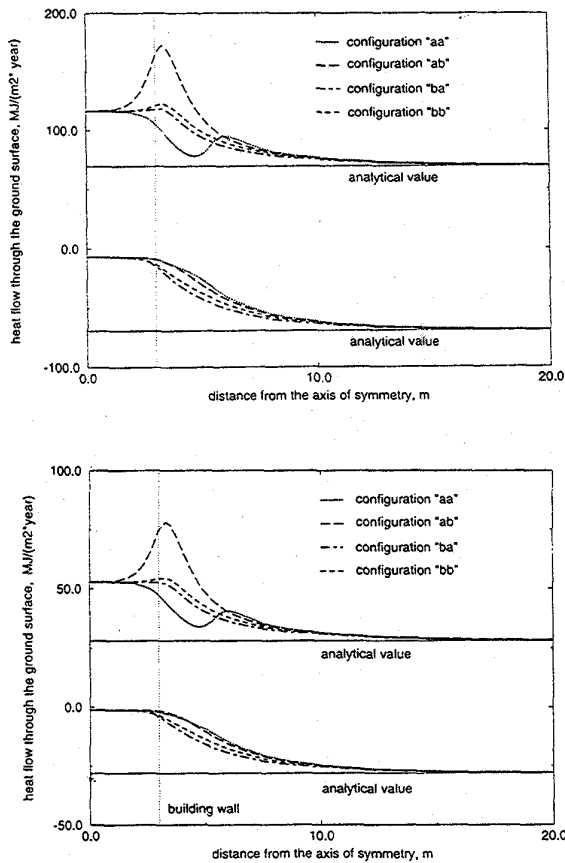 200.0
configuration "aa"
configuration "ab"
configuration "ba"
configuration "bb"
100.0
analytical value
0.0
analytical value
-100.0
0.0
10.0
20.0
distance from the axis of symmetry, m
heat flow through the ground surface, MJ/(m2* year)
100.0
configuration "aa"
configuration "ab"
configuration "ba"
configuration "bb"
50.0
analytical value
0.0
analytical value
building wall
-50.0
0.0
10.0
20.0
distance from the axis of symmetry, m
heat flow through the ground surface, MJ/(m2*year)